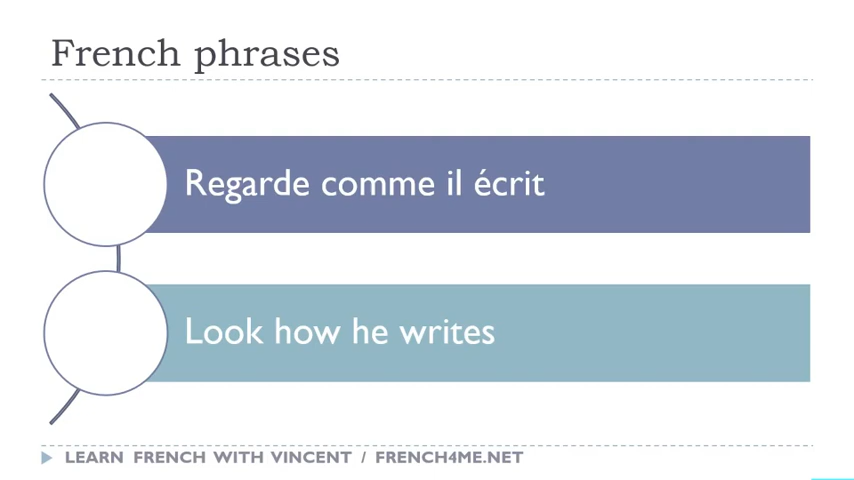 French phrases
Regarde comme il écrit
Look how he writes
LEARN FRENCH WITH VINCENT / FRENCH4ME.NET